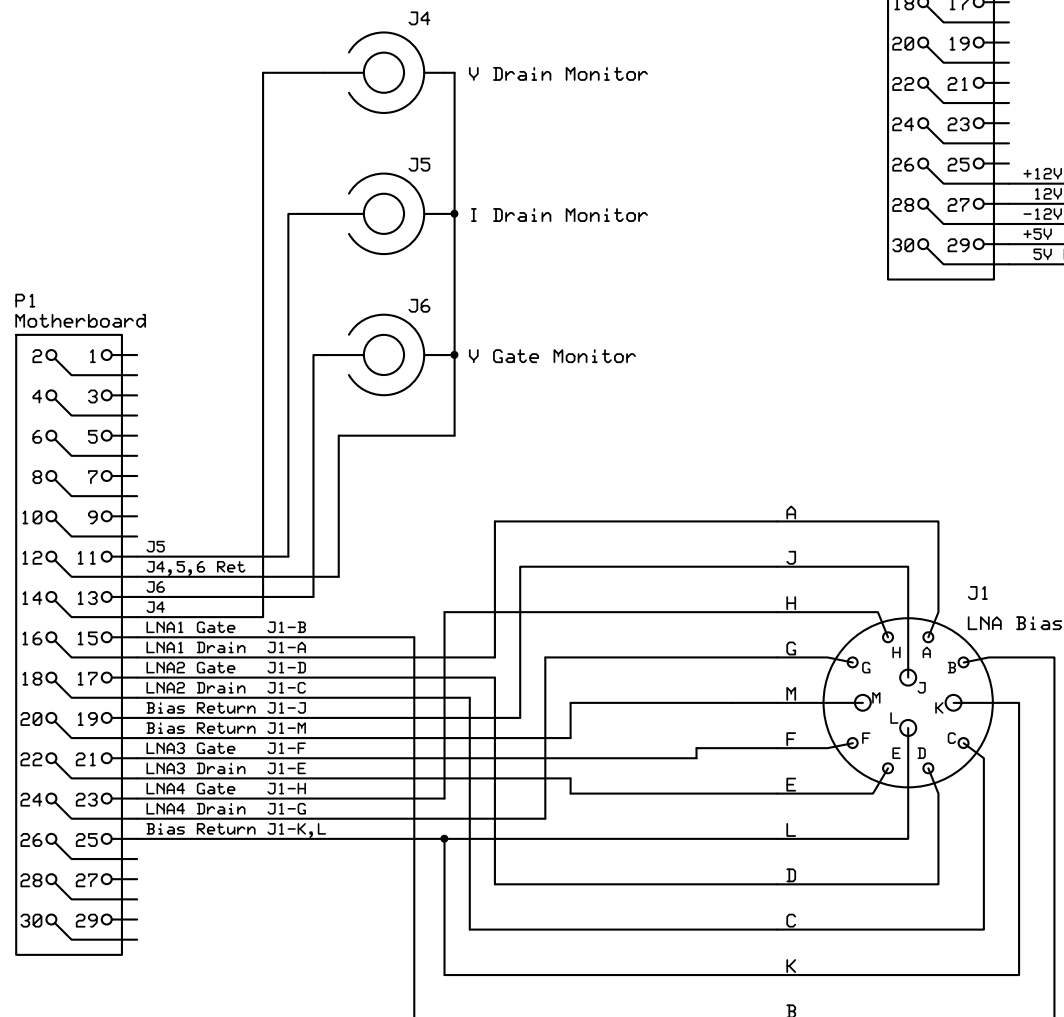 J4
V Drain Monitor
J5
I Drain Monitor
J6
V Gate Monitor
18 17
20 19
22 21
24 23
26 25
+12V
28 27
12V
-12V
30 29
+5V
5V
P1
Motherboard
2 1
4 3
6 5
8 7
10 9
12 11
J5
J4,5,6 Ret
14 13
J6
J4
16 15
LNA1 Gate J1-B
LNA1 Drain J1-A
18 17
LNA2 Gate J1-D
LNA2 Drain J1-C
20 19
Bias Return J1-J
Bias Return J1-M
22 21
LNA3 Gate J1-F
LNA3 Drain J1-E
24 23
LNA4 Gate J1-H
LNA4 Drain J1-G
26 25
Bias Return J1-K,L
28 27
30 29
A
J
H
G
M
F
E
L
D
C
K
B
J1
LNA Bias
H A
G B
J
M K
L
F C
E D